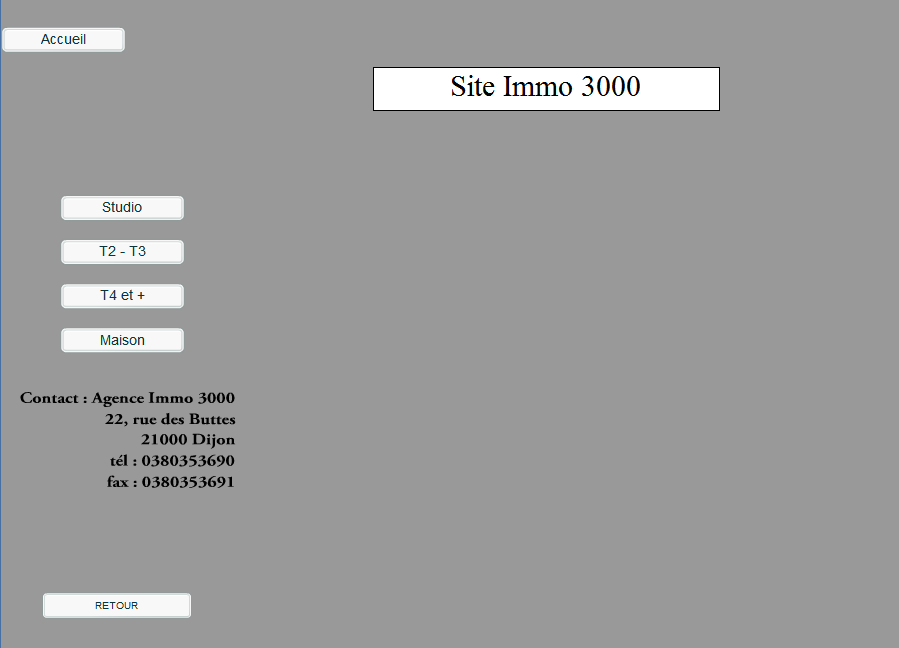 Accueil
Site Immo 3000
Studio
T2 - T3
T4 et +
Maison
Contact : Agence Immo 3000
22, rue des Buttes
21000 Dijon
tél : 0380353690
fax : 0380353691
RETOUR